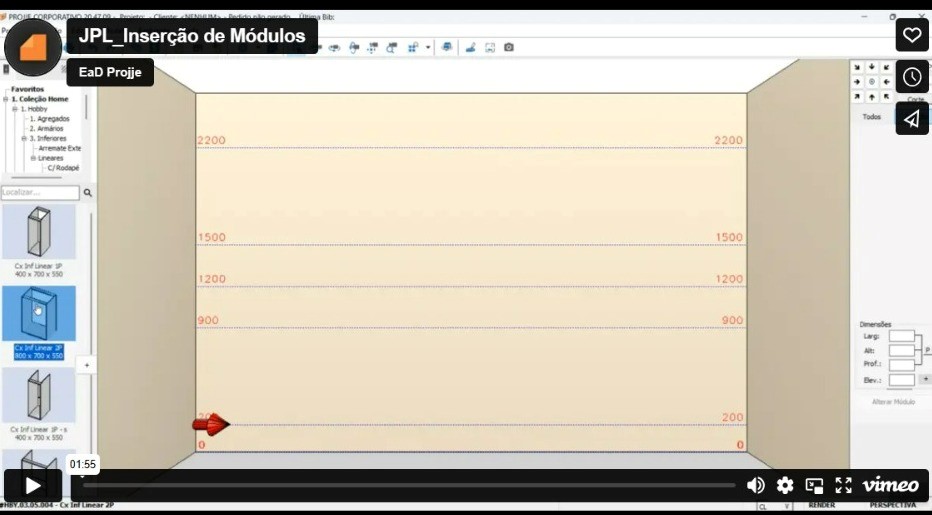 PROJJE CORPORATIVO 20.47.09 - Projeto: - Cliente: <NENHUM> - Pedido não gerado Última Bib:
JPL_Inserção de Módulos
EaD Projje
Favoritos
1. Coleção Home
1. Hobby
1. Agregados
2. Armários
3. Inferiores
Arremate Exte
Lineares
C/ Rodapé
Localizar...
Cx Inf Linear 1P
400 x 700 x 550
Cx Inf Linear 2P
800 x 700 x 550
Cx Inf Linear 1P - s
400 x 700 x 550
2200 2200
1500 1500
1200 1200
900 900
200 200
0 0
Corte
Todos
Dimensões
Larg:
Alt:
Prof.:
Elev.:
Alterar Módulo
01:55
vimeo
#HBY.03.05.004 - Cx Inf Linear 2P
RENDER
PERSPECTIVA